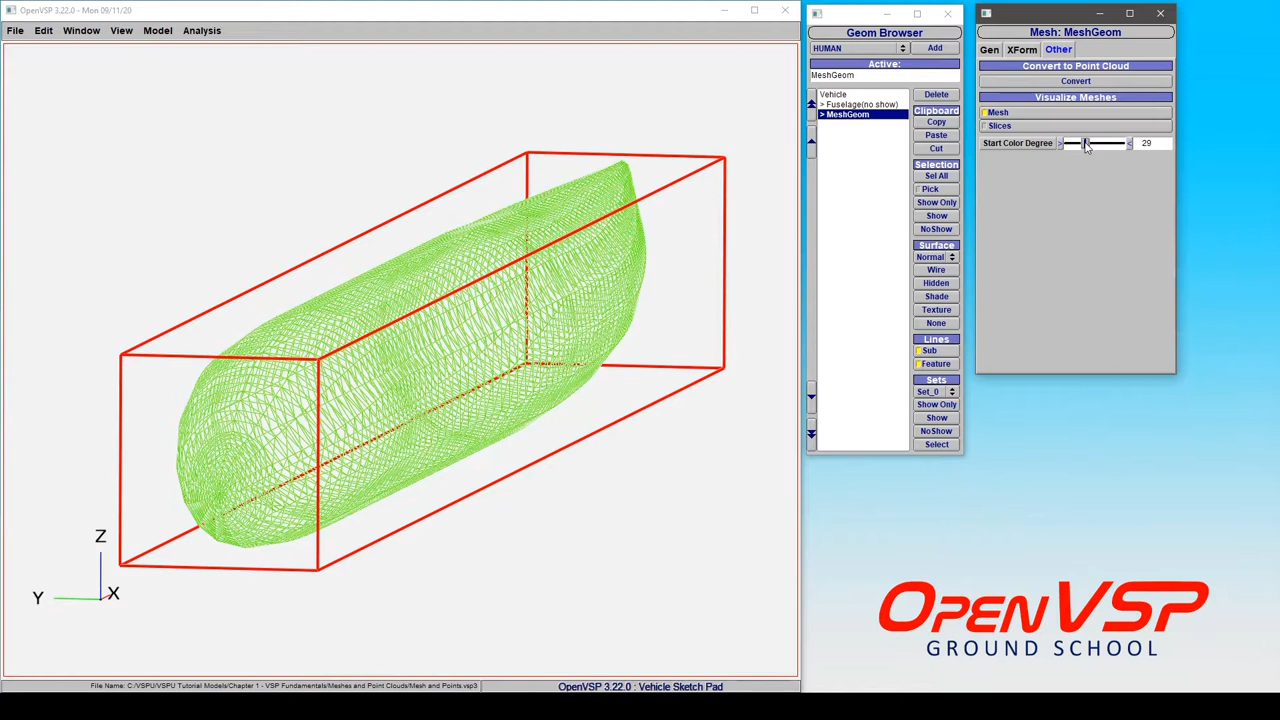 OpenVSP - Mon 09/11/20
File Edit Window View Model Analysis
Z
Y
X
File Name: C:/VSPU/VSPU Tutorial Models/Chapter 1 - VSP Fundamentals/Meshes and Point Clouds/Mesh and Points.vsp3
OpenVSP 3.22.0 : Vehicle Sketch Pad
Geom Browser
HUMAN
Add
Active:
MeshGeom
Vehicle
> Fuselage(no show)
> MeshGeom
Delete
Clipboard
Copy
Paste
Cut
Selection
Sel All
Pick
Show Only
Show
NoShow
Surface
Normal
Wire
Hidden
Shade
Texture
None
Lines
Sub
Feature
Sets
Set_0
Show Only
Show
NoShow
Select
Mesh: MeshGeom
Gen XForm Other
Convert to Point Cloud
Convert
Visualize Meshes
Mesh
Slices
Start Color Degree > < 29
OPENVSP
GROUND SCHOOL